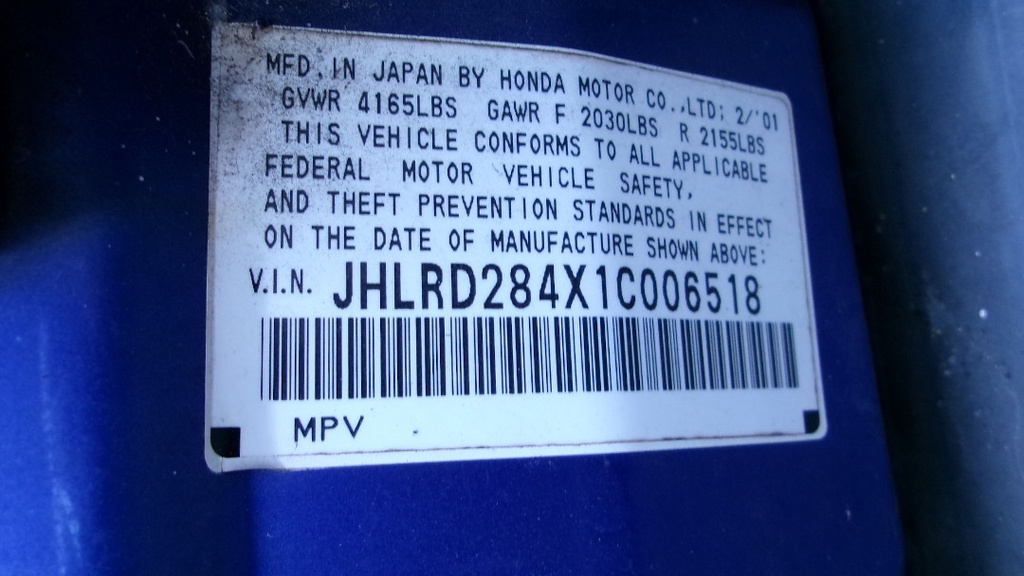 MFD. IN JAPAN BY HONDA MOTOR CO.,LTD; 2/'01
GVWR 4165LBS GAWR F 2030LBS R 2155LBS
THIS VEHICLE CONFORMS TO ALL APPLICABLE
FEDERAL MOTOR VEHICLE SAFETY,
AND THEFT PREVENTION STANDARDS IN EFFECT
ON THE DATE OF MANUFACTURE SHOWN ABOVE:
V.I.N. JHLRD284X1C006518
MPV